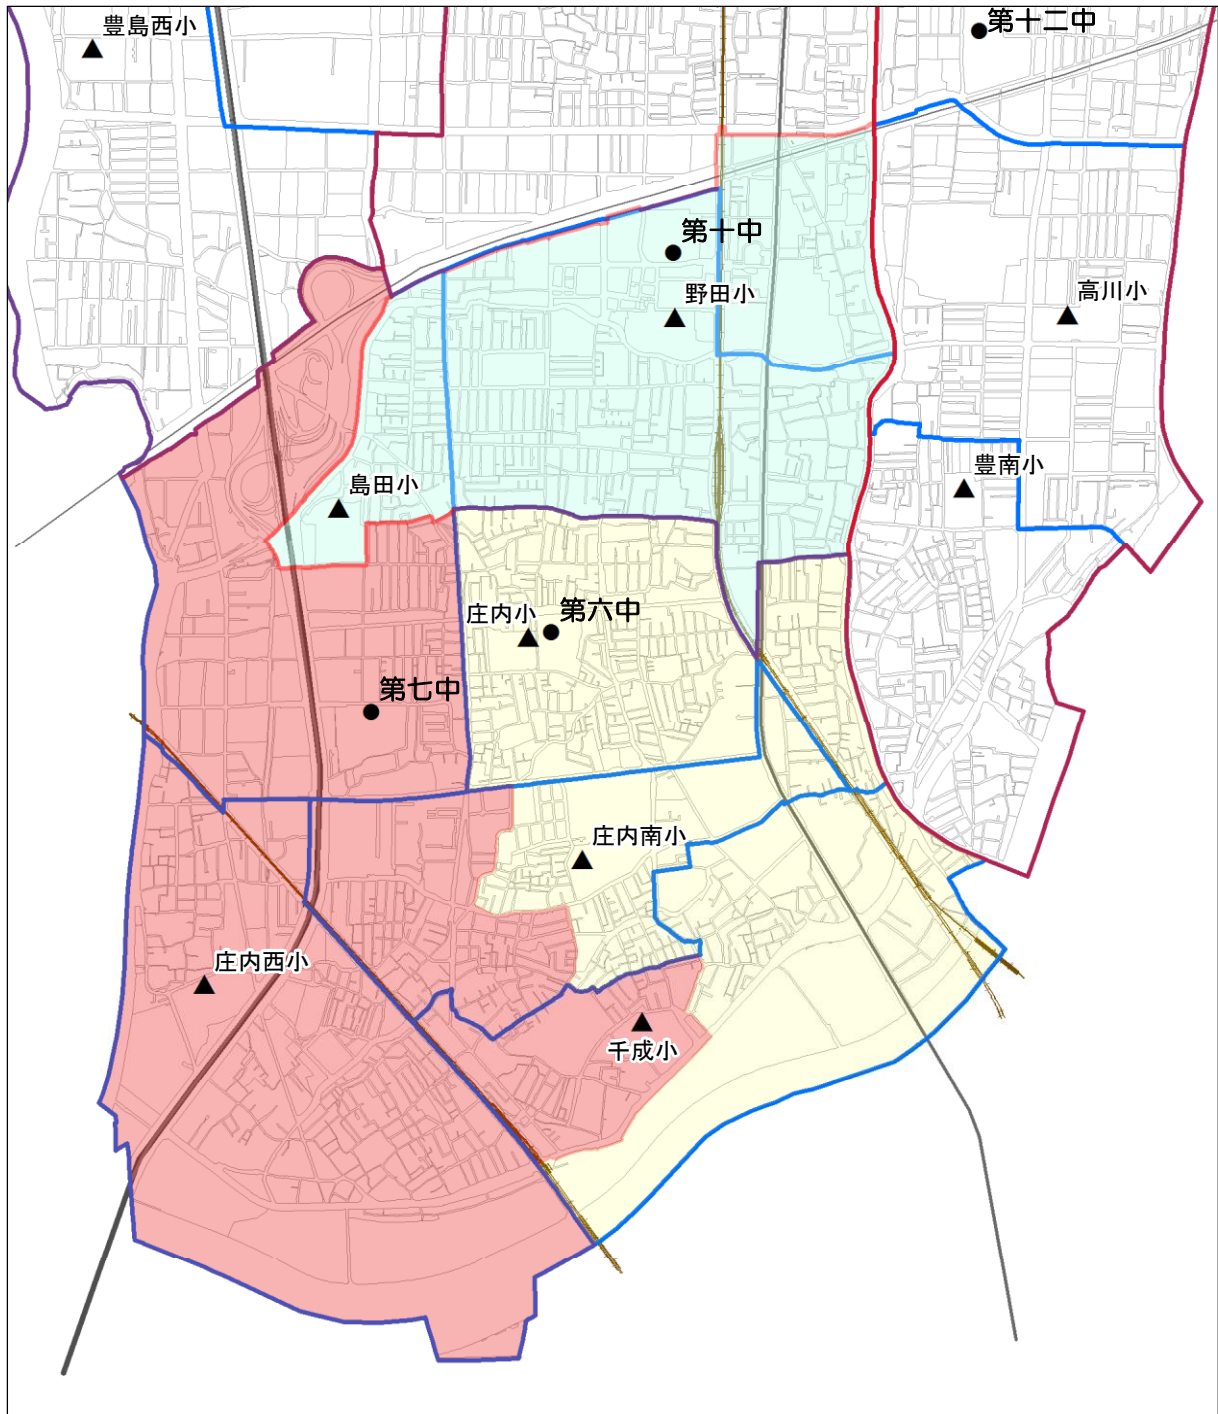 第十二中
豊島西小
第十中
野田小
高川小
豊南小
島田小
庄内小
第六中
第七中
庄内南小
庄内西小
千成小